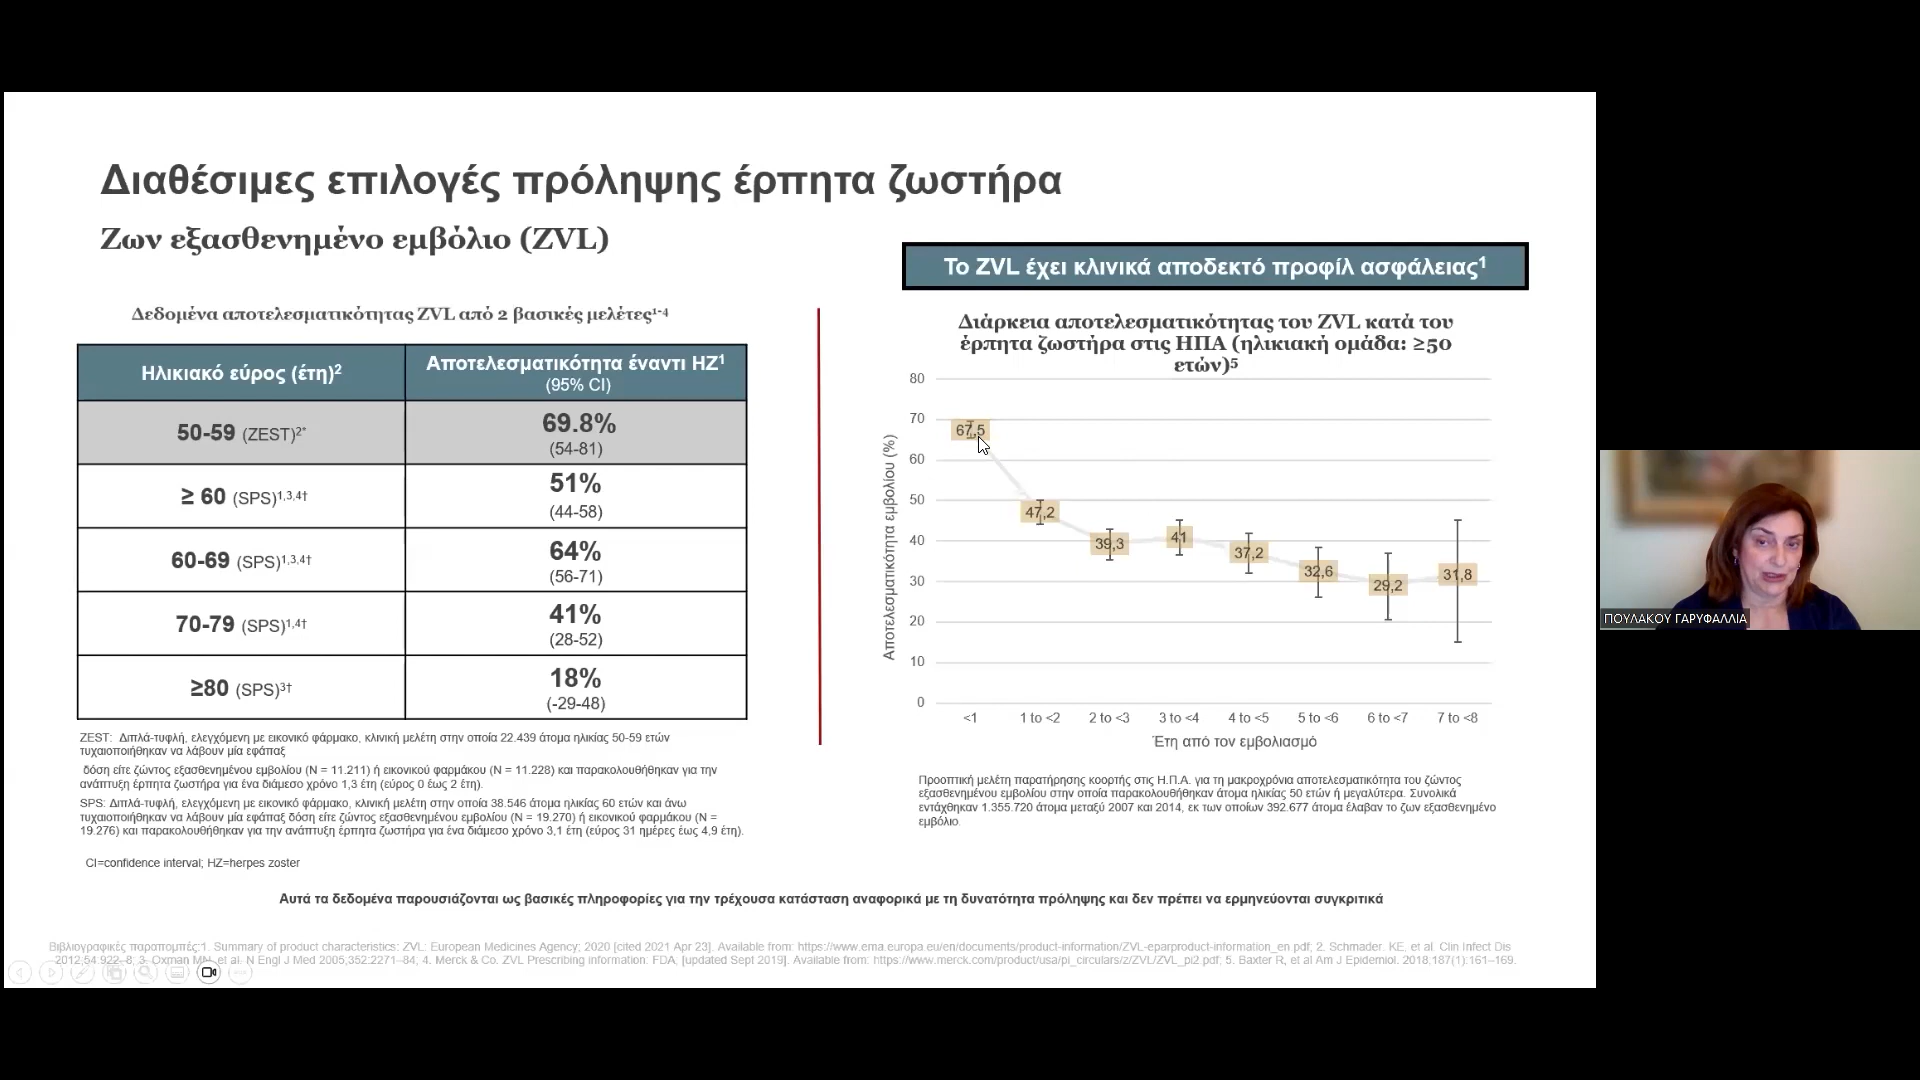 Διαθέσιμες επιλογές πρόληψης έρπητα ζωστήρα
Ζων εξασθενημένο εμβόλιο (ZVL)
Δεδομένα αποτελεσματικότητας ZVL από 2 βασικές μελέτες1-4
Ηλικιακό εύρος (έτη)2
Αποτελεσματικότητα έναντι HZ1
(95% CI)
50-59 (ZEST)2*
69.8%
(54-81)
≥ 60 (SPS)1,3,4†
51%
(44-58)
60-69 (SPS)1,3,4†
64%
(56-71)
70-79 (SPS)1,4†
41%
(28-52)
≥80 (SPS)3†
18%
(-29-48)
ZEST: Διπλά-τυφλή, ελεγχόμενη με εικονικό φάρμακο, κλινική μελέτη στην οποία 22.439 άτομα ηλικίας 50-59 ετών
τυχαιοποιήθηκαν να λάβουν μία εφάπαξ
δόση είτε ζώντος εξασθενημένου εμβολίου (N = 11.211) ή εικονικού φαρμάκου (N = 11.228) και παρακολουθήθηκαν για την
ανάπτυξη έρπητα ζωστήρα για ένα διάμεσο χρόνο 1,3 έτη (εύρος 0 έως 2 έτη).
SPS: Διπλά-τυφλή, ελεγχόμενη με εικονικό φάρμακο, κλινική μελέτη στην οποία 38.546 άτομα ηλικίας 60 ετών και άνω
τυχαιοποιήθηκαν να λάβουν μία εφάπαξ δόση είτε ζώντος εξασθενημένου εμβολίου (N = 19.270) ή εικονικού φαρμάκου (N =
19.276) και παρακολουθήθηκαν για την ανάπτυξη έρπητα ζωστήρα για ένα διάμεσο χρόνο 3,1 έτη (εύρος 31 ημέρες έως 4,9 έτη).
CI=confidence interval; HZ=herpes zoster
Το ZVL έχει κλινικά αποδεκτό προφίλ ασφάλειας1
Διάρκεια αποτελεσματικότητας του ZVL κατά του
έρπητα ζωστήρα στις ΗΠΑ (ηλικιακή ομάδα: ≥50
ετών)5
Αποτελεσματικότητα εμβολίου (%)
80
70
60
50
40
30
20
10
0
67,5
47,2
39,3
41
37,2
32,6
29,2
31,8
<1
1 to <2
2 to <3
3 to <4
4 to <5
5 to <6
6 to <7
7 to <8
Έτη από τον εμβολιασμό
Προοπτική μελέτη παρατήρησης κοορτής στις Η.Π.Α. για τη μακροχρόνια αποτελεσματικότητα του ζώντος
εξασθενημένου εμβολίου στην οποία παρακολουθήθηκαν άτομα ηλικίας 50 ετών ή μεγαλύτερα. Συνολικά
εντάχθηκαν 1.355.720 άτομα μεταξύ 2007 και 2014, εκ των οποίων 392.677 άτομα έλαβαν το ζων εξασθενημένο
εμβόλιο.
Αυτά τα δεδομένα παρουσιάζονται ως βασικές πληροφορίες για την τρέχουσα κατάσταση αναφορικά με τη δυνατότητα πρόληψης και δεν πρέπει να ερμηνεύονται συγκριτικά
Βιβλιογραφικές παραπομπές:1. Summary of product characteristics: ZVL: European Medicines Agency; 2020 [cited 2021 Apr 23]. Available from: https://www.ema.europa.eu/en/documents/product-information/ZVL-eparproduct-information_en.pdf; 2. Schmader. KE, et al. Clin Infect Dis
2012;54:922–8; 3. Oxman MN, et al. N Engl J Med 2005;352:2271–84; 4. Merck & Co. ZVL Prescribing information. FDA; [updated Sept 2019]. Available from: https://www.merck.com/product/usa/pi_circulars/z/ZVL/ZVL_pi2.pdf; 5. Baxter R, et al Am J Epidemiol. 2018;187(1):161–169.
ΠΟΥΛΑΚΟΥ ΓΑΡΥΦΑΛΛΙΑ